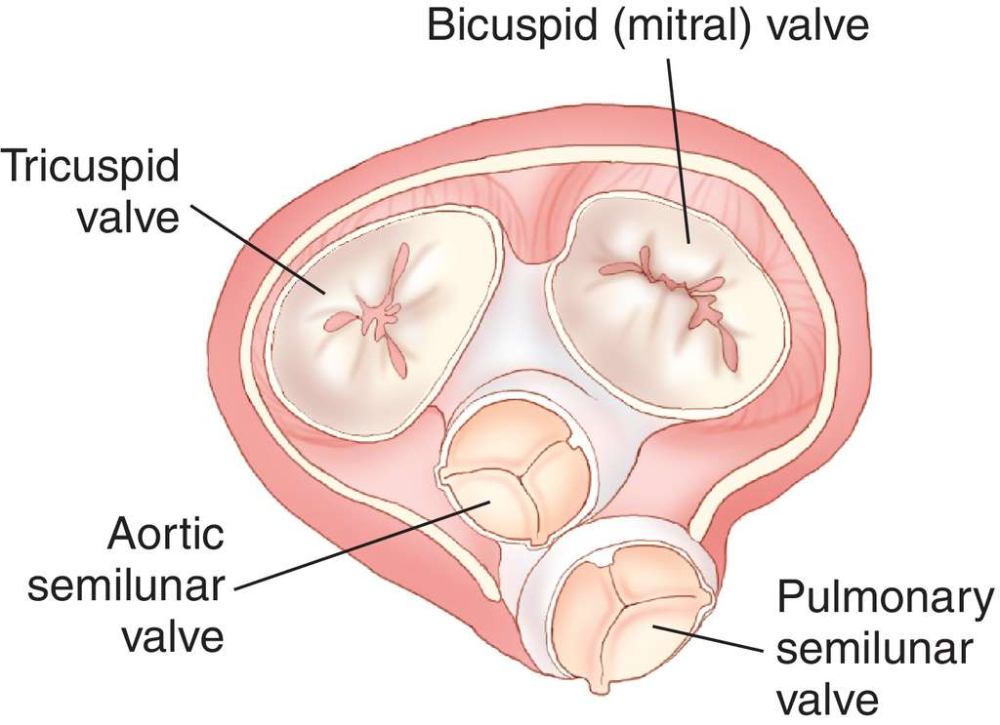 Bicuspid (mitral) valve
Tricuspid
valve
Aortic
semilunar
valve
Pulmonary
semilunar
valve